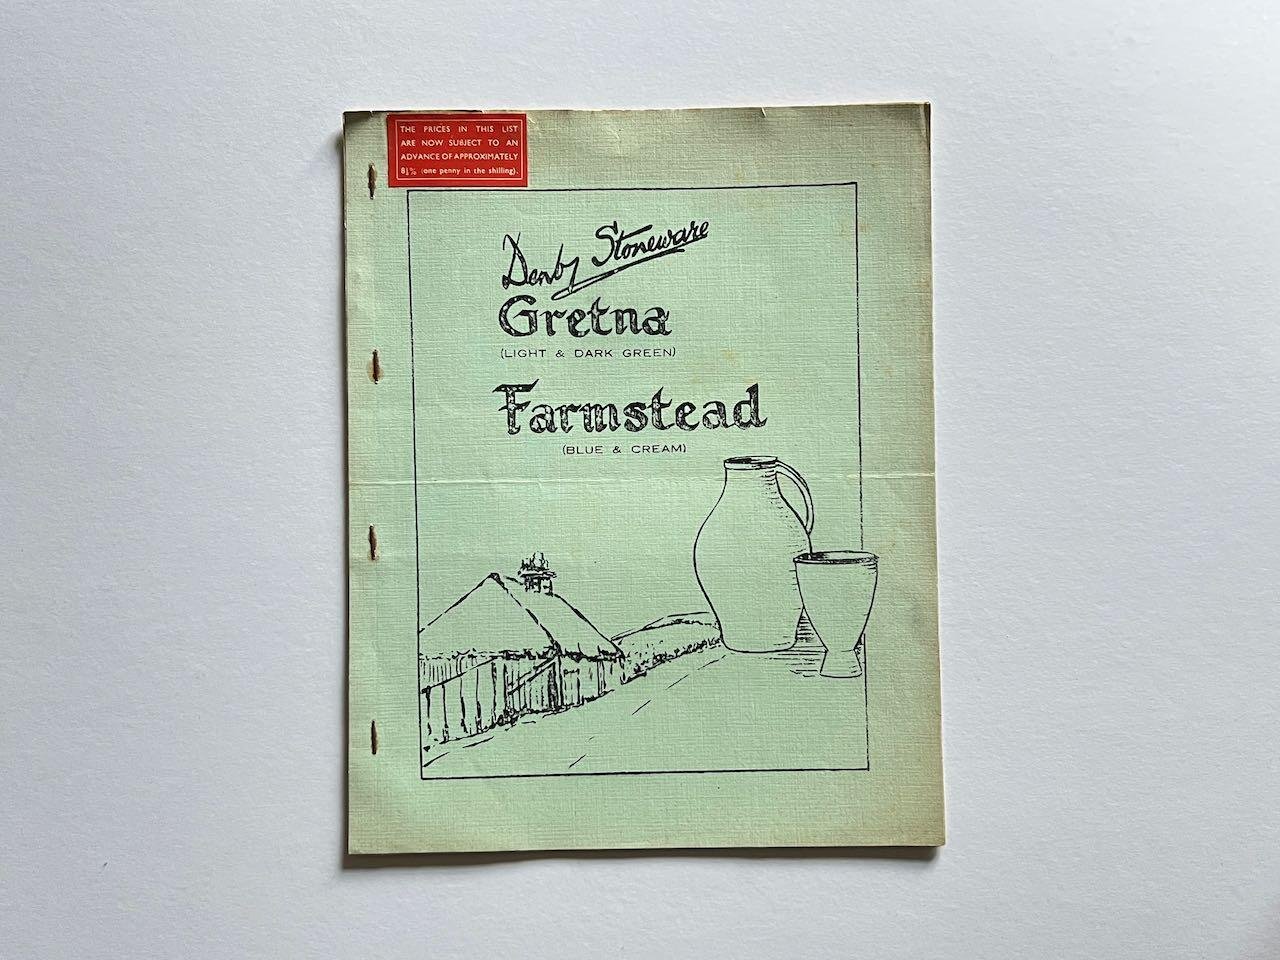 THE PRICES IN THIS LIST
ARE NOW SUBJECT TO AN
ADVANCE OF APPROXIMATELY
8⅓% (one penny in the shilling).
Denby Stoneware
Gretna
(LIGHT & DARK GREEN)
Farmstead
(BLUE & CREAM)